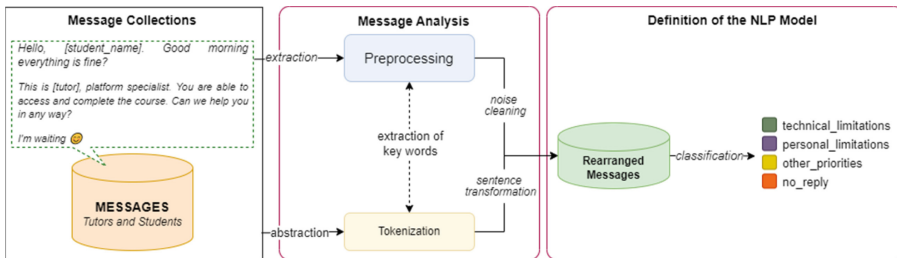 Message Collections
Hello, [student_name]. Good morning
everything is fine?
This is [tutor], platform specialist. You are able to
access and complete the course. Can we help you
in any way?
I'm waiting 😊
MESSAGES
Tutors and Students
extraction
abstraction
Message Analysis
Preprocessing
extraction of
key words
Tokenization
noise
cleaning
sentence
transformation
Definition of the NLP Model
Rearranged
Messages
classification
technical_limitations
personal_limitations
other_priorities
no_reply